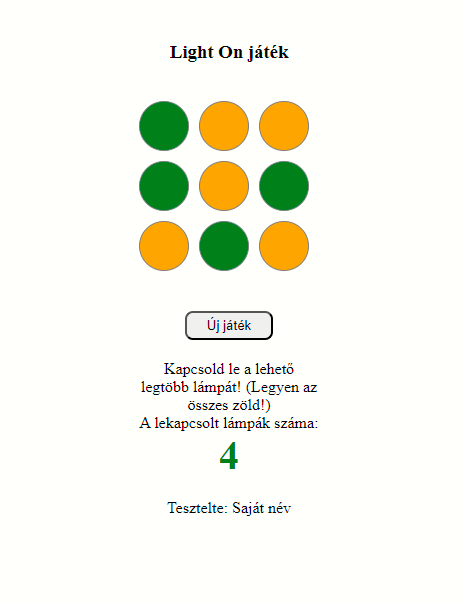 Light On játék
Új játék
Kapcsold le a lehető
legtöbb lámpát! (Legyen az
összes zöld!)
A lekapcsolt lámpák száma:
4
Tesztelte: Saját név